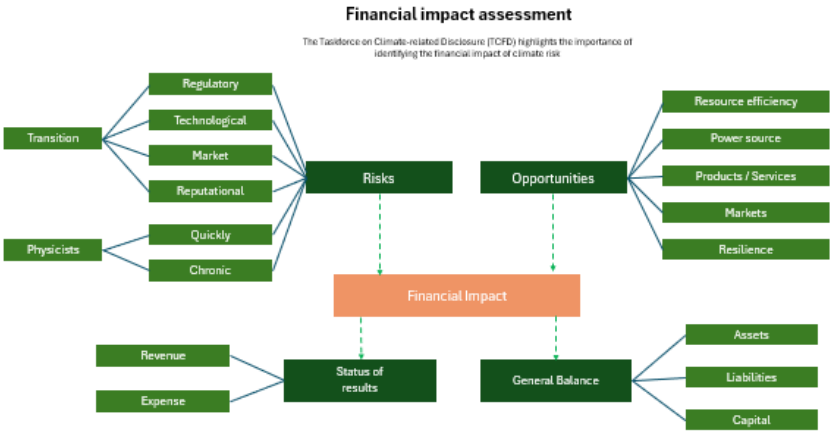 Financial impact assessment
The Taskforce on Climate-related Disclosure (TCFD) highlights the importance of
identifying the financial impact of climate risk
Regulatory
Technological
Transition
Market
Reputational
Quickly
Physicists
Chronic
Risks
Opportunities
Resource efficiency
Power source
Products / Services
Markets
Resilience
Financial Impact
Revenue
Expense
Status of
results
General Balance
Assets
Liabilities
Capital